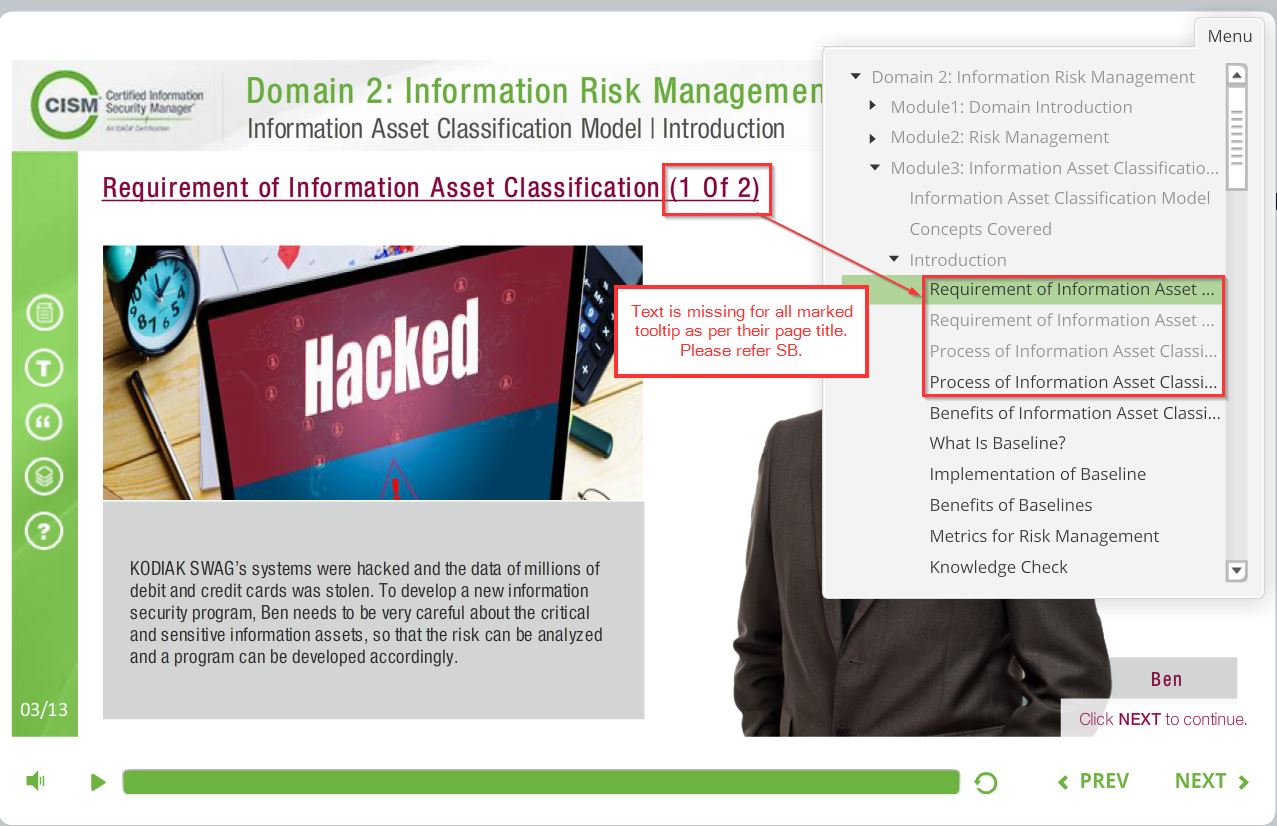 Menu
CISM
Certified Information
Security Manager®
An ISACA® Certification
Domain 2: Information Risk Managemen
Information Asset Classification Model | Introduction
Requirement of Information Asset Classification (1 Of 2)
Hacked
!
Text is missing for all marked
tooltip as per their page title.
Please refer SB.
Domain 2: Information Risk Management
Module1: Domain Introduction
Module2: Risk Management
Module3: Information Asset Classificatio...
Information Asset Classification Model
Concepts Covered
Introduction
Requirement of Information Asset ...
Requirement of Information Asset ...
Process of Information Asset Classi...
Process of Information Asset Classi...
Benefits of Information Asset Classi...
What Is Baseline?
Implementation of Baseline
Benefits of Baselines
Metrics for Risk Management
Knowledge Check
T
“
?
KODIAK SWAG’s systems were hacked and the data of millions of
debit and credit cards was stolen. To develop a new information
security program, Ben needs to be very careful about the critical
and sensitive information assets, so that the risk can be analyzed
and a program can be developed accordingly.
03/13
Ben
Click NEXT to continue.
PREV
NEXT